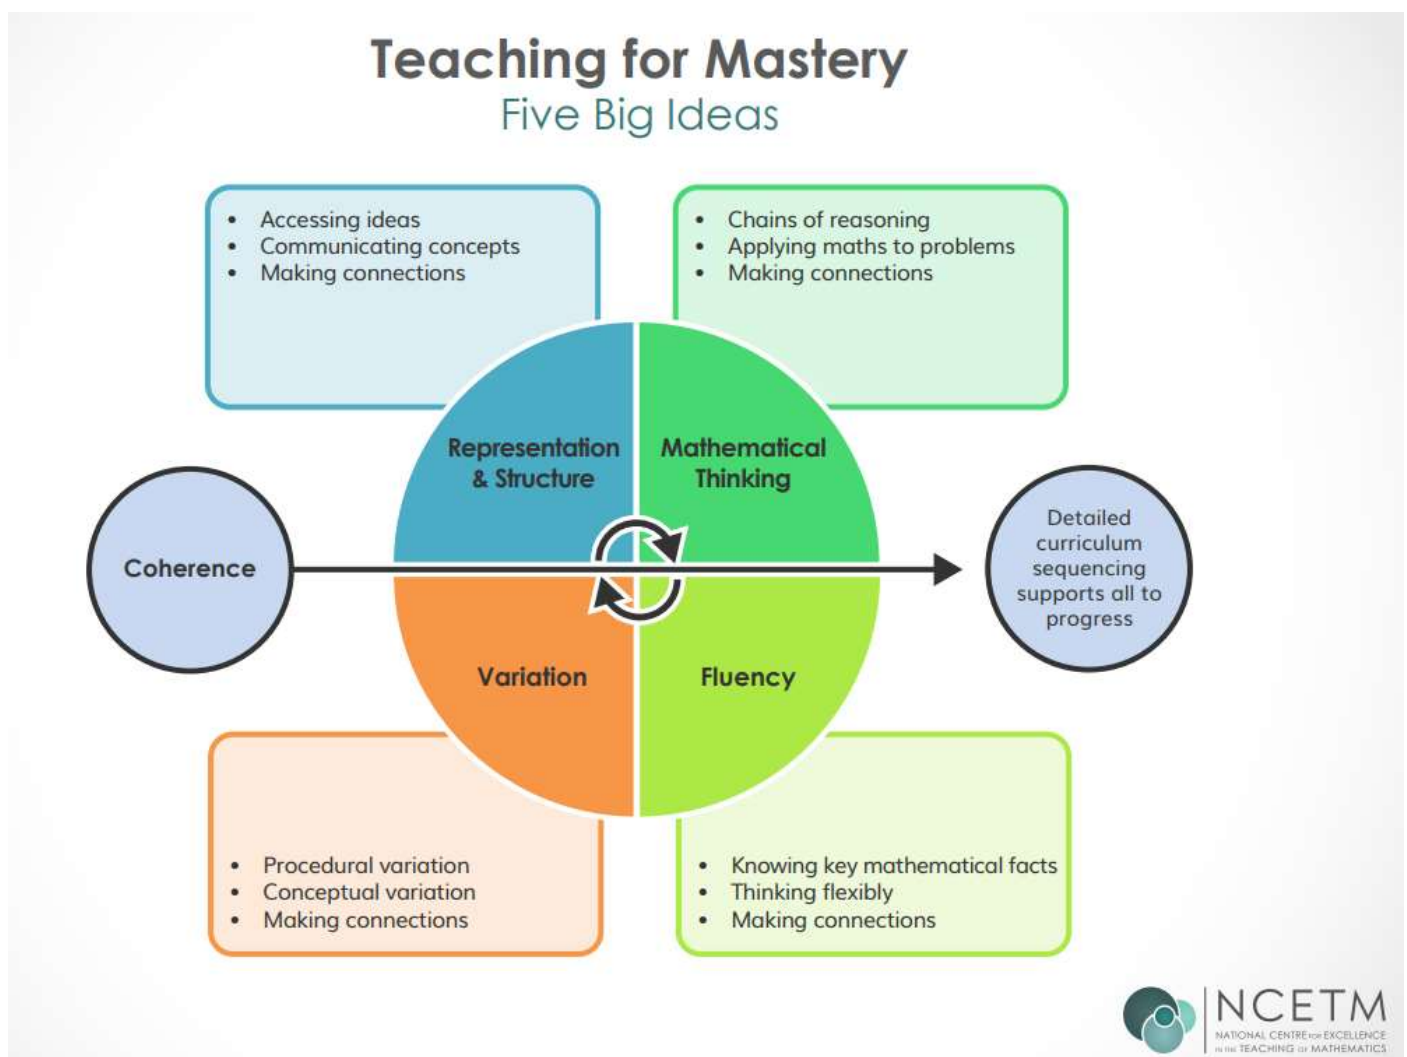 Teaching for Mastery
Five Big Ideas
• Accessing ideas
• Communicating concepts
• Making connections
• Chains of reasoning
• Applying maths to problems
• Making connections
Representation
& Structure
Mathematical
Thinking
Coherence
Detailed
curriculum
sequencing
supports all to
progress
Variation
Fluency
• Procedural variation
• Conceptual variation
• Making connections
• Knowing key mathematical facts
• Thinking flexibly
• Making connections
NCETM
NATIONAL CENTRE FOR EXCELLENCE
IN THE TEACHING OF MATHEMATICS